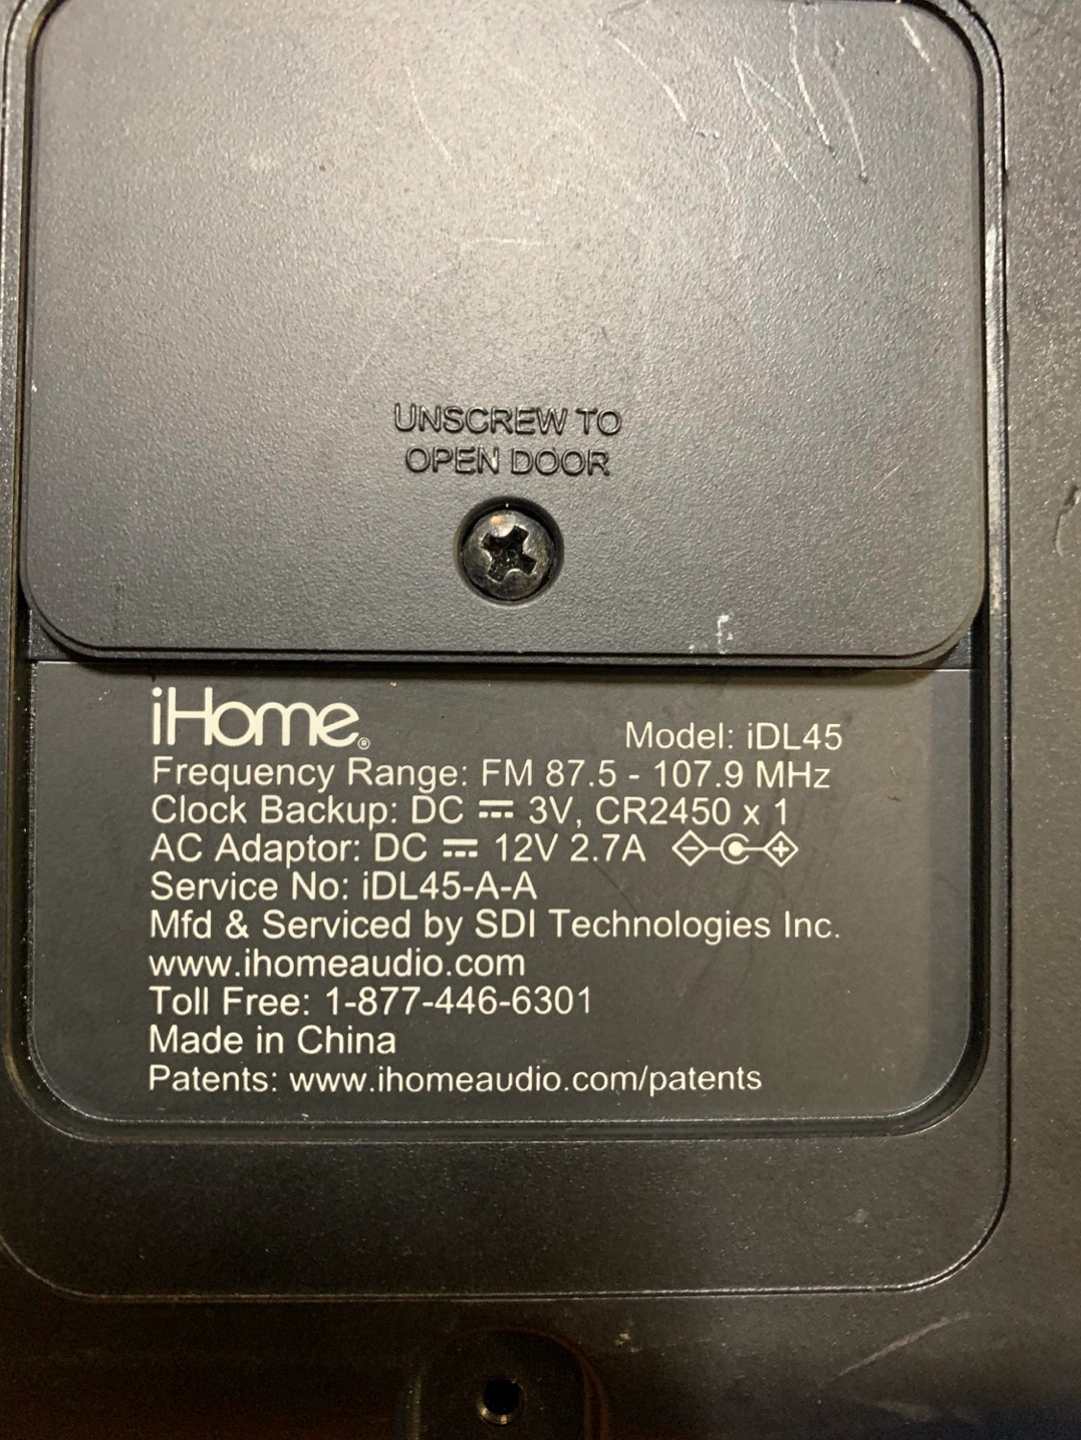 UNSCREW TO
OPEN DOOR
iHome®
Model: iDL45
Frequency Range: FM 87.5 - 107.9 MHz
Clock Backup: DC ⎓ 3V, CR2450 x 1
AC Adaptor: DC ⎓ 12V 2.7A
Service No: iDL45-A-A
Mfd & Serviced by SDI Technologies Inc.
www.ihomeaudio.com
Toll Free: 1-877-446-6301
Made in China
Patents: www.ihomeaudio.com/patents